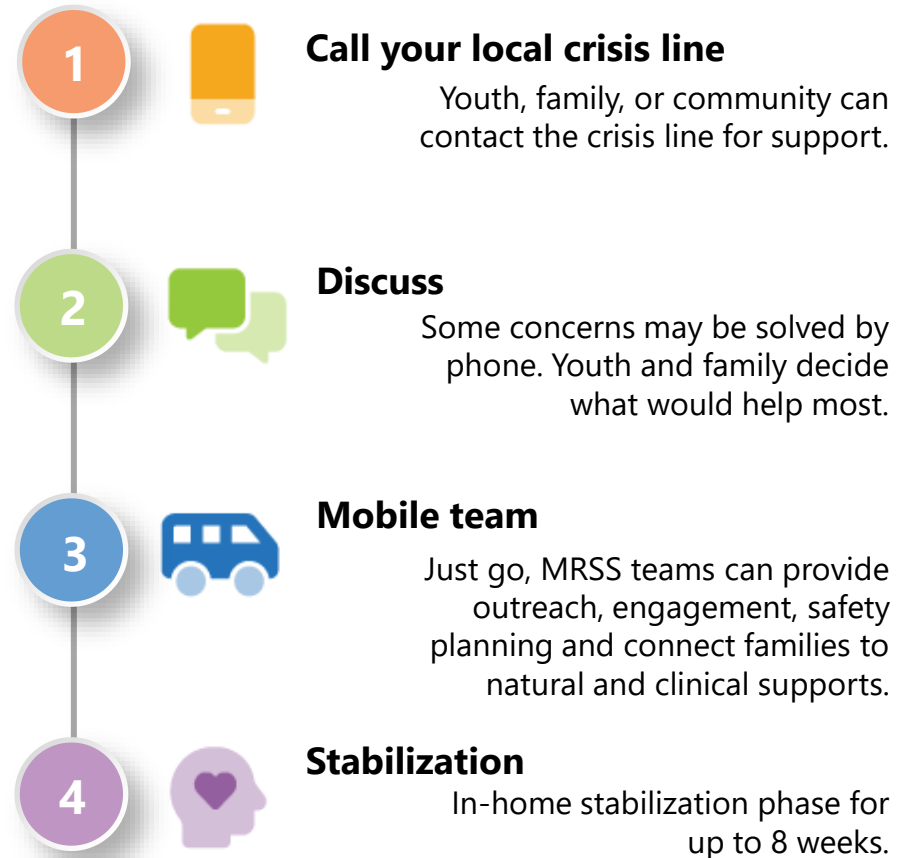 1
Call your local crisis line
Youth, family, or community can
contact the crisis line for support.
2
Discuss
Some concerns may be solved by
phone. Youth and family decide
what would help most.
3
Mobile team
Just go, MRSS teams can provide
outreach, engagement, safety
planning and connect families to
natural and clinical supports.
4
Stabilization
In-home stabilization phase for
up to 8 weeks.